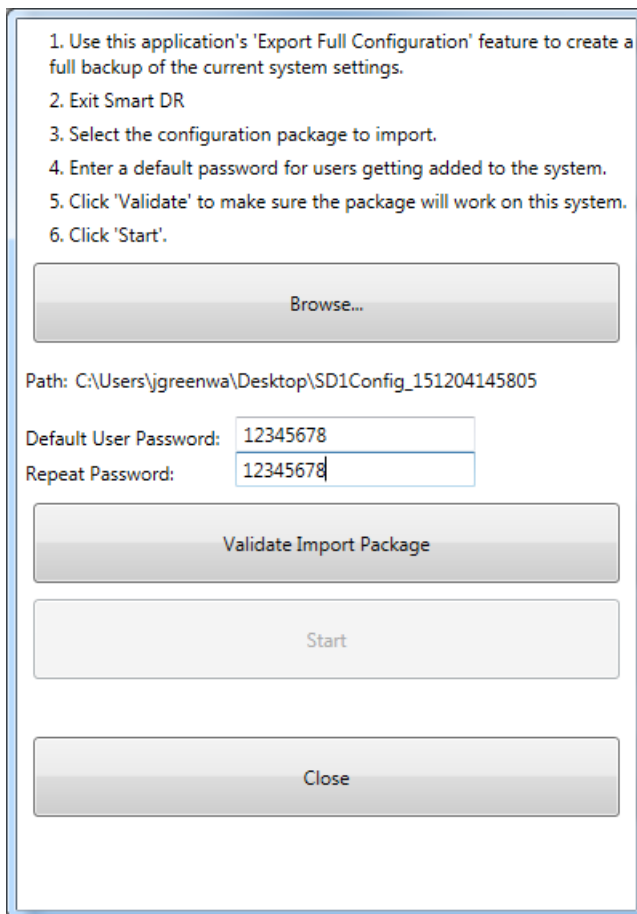 1. Use this application's 'Export Full Configuration' feature to create a
full backup of the current system settings.
2. Exit Smart DR
3. Select the configuration package to import.
4. Enter a default password for users getting added to the system.
5. Click 'Validate' to make sure the package will work on this system.
6. Click 'Start'.
Browse...
Path: C:\Users\jgreenwa\Desktop\SD1Config_151204145805
Default User Password: 12345678
Repeat Password: 12345678
Validate Import Package
Start
Close